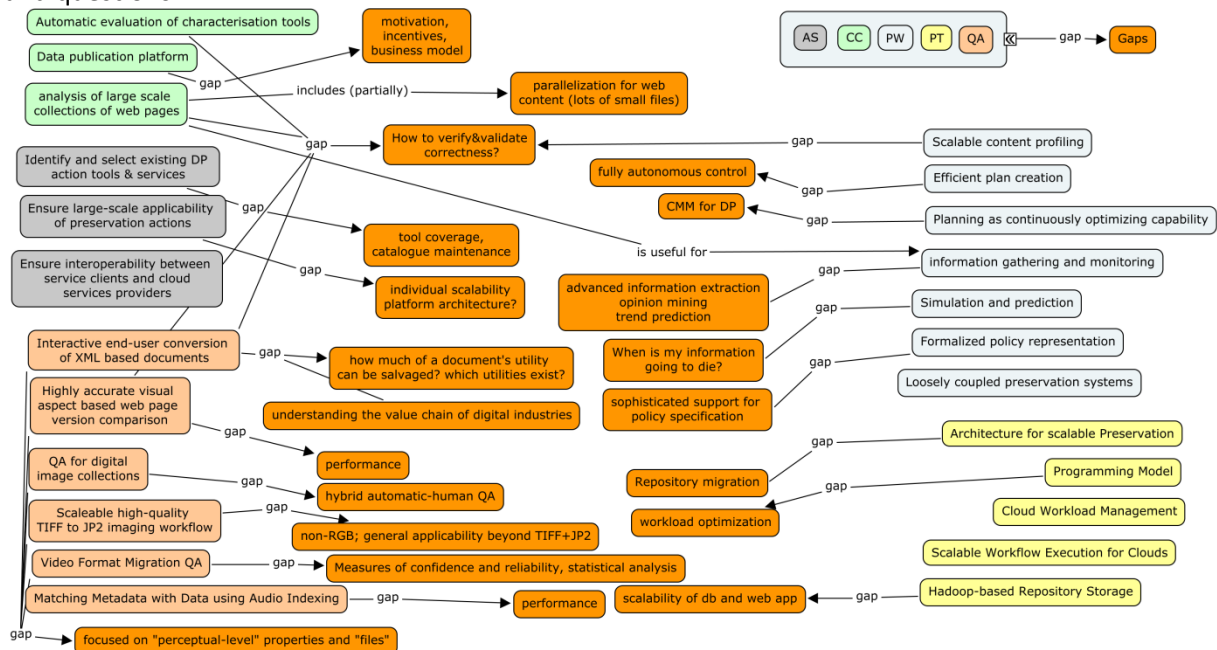 Automatic evaluation of characterisation tools
Data publication platform
gap
motivation,
incentives,
business model
analysis of large scale
collections of web pages
includes (partially)
parallelization for web
content (lots of small files)
AS
CC
PW
PT
QA
gap
Gaps
gap
How to verify&validate
correctness?
gap
Scalable content profiling
Identify and select existing DP
action tools & services
fully autonomous control
gap
Efficient plan creation
Ensure large-scale applicability
of preservation actions
gap
CMM for DP
gap
Planning as continuously optimizing capability
tool coverage,
catalogue maintenance
is useful for
information gathering and monitoring
Ensure interoperability between
service clients and cloud
services providers
gap
individual scalability
platform architecture?
advanced information extraction
opinion mining
trend prediction
gap
Simulation and prediction
gap
Interactive end-user conversion
of XML based documents
gap
how much of a document's utility
can be salvaged? which utilities exist?
When is my information
going to die?
Formalized policy representation
gap
Loosely coupled preservation systems
Highly accurate visual
aspect based web page
version comparison
understanding the value chain of digital industries
sophisticated support for
policy specification
gap
performance
Architecture for scalable Preservation
gap
QA for digital
image collections
gap
hybrid automatic-human QA
Repository migration
Programming Model
gap
Scaleable high-quality
TIFF to JP2 imaging workflow
gap
non-RGB; general applicability beyond TIFF+JP2
workload optimization
Cloud Workload Management
Video Format Migration QA
gap
Measures of confidence and reliability, statistical analysis
Scalable Workflow Execution for Clouds
Matching Metadata with Data using Audio Indexing
gap
performance
scalability of db and web app
gap
Hadoop-based Repository Storage
gap
focused on "perceptual-level" properties and "files"